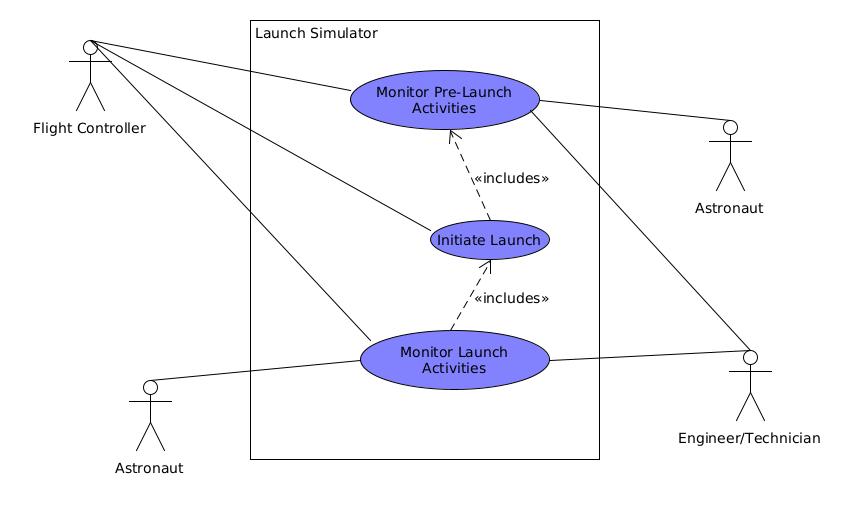 Launch Simulator
Monitor Pre-Launch
Activities
Flight Controller
«includes»
Astronaut
Initiate Launch
«includes»
Monitor Launch
Activities
Engineer/Technician
Astronaut